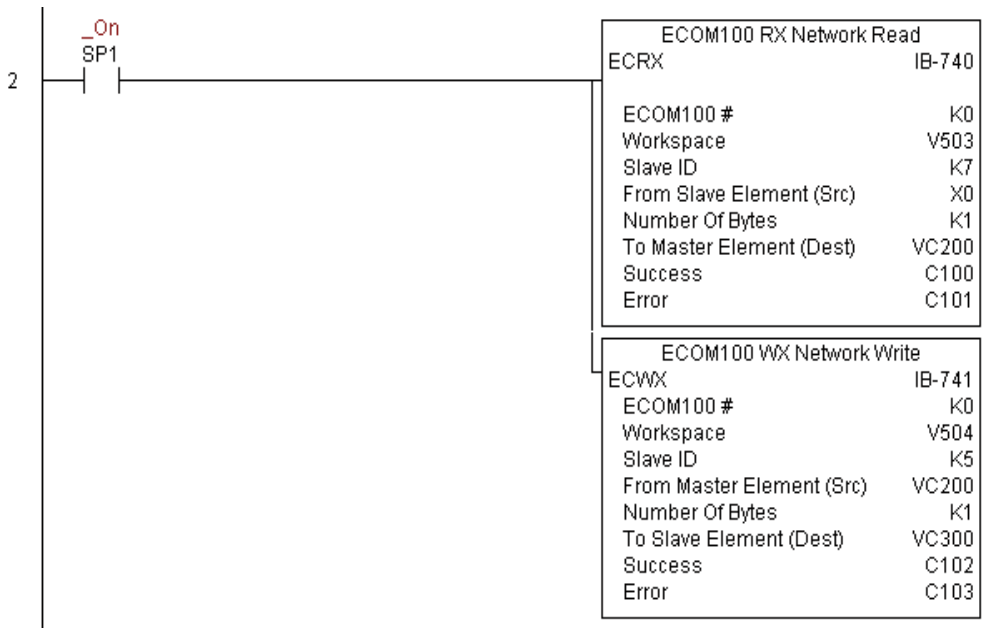 _On
SP1
2
ECOM100 RX Network Read
ECRX IB-740
ECOM100 # K0
Workspace V503
Slave ID K7
From Slave Element (Src) X0
Number Of Bytes K1
To Master Element (Dest) VC200
Success C100
Error C101
ECOM100 WX Network Write
ECWX IB-741
ECOM100 # K0
Workspace V504
Slave ID K5
From Master Element (Src) VC200
Number Of Bytes K1
To Slave Element (Dest) VC300
Success C102
Error C103